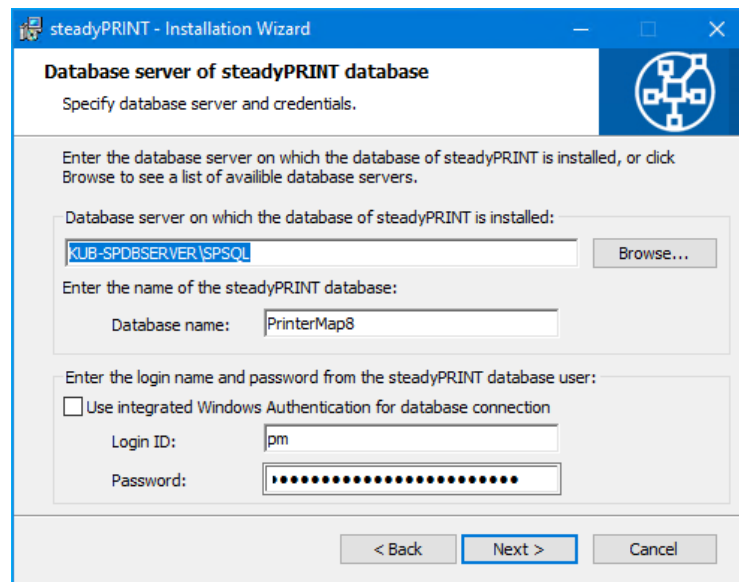 steadyPRINT - Installation Wizard
Database server of steadyPRINT database
Specify database server and credentials.
Enter the database server on which the database of steadyPRINT is installed, or click
Browse to see a list of availible database servers.
Database server on which the database of steadyPRINT is installed:
KUB-SPDBSERVER\SPSQL
Browse...
Enter the name of the steadyPRINT database:
Database name:
PrinterMap8
Enter the login name and password from the steadyPRINT database user:
Use integrated Windows Authentication for database connection
Login ID:
pm
Password:
< Back
Next >
Cancel